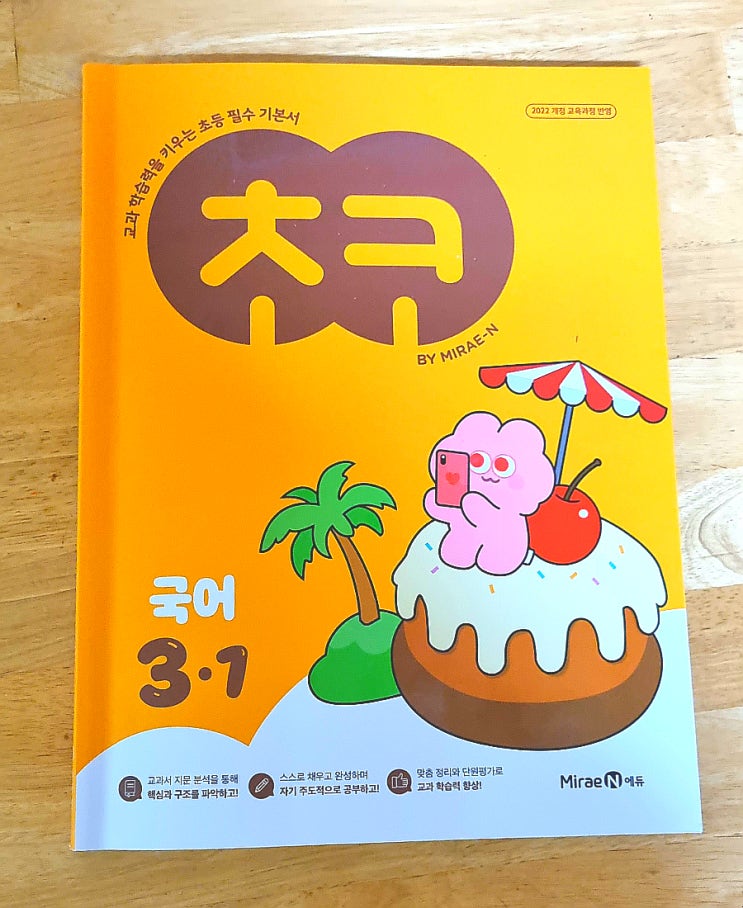 2022 개정 교육과정 반영
교과 학습력을 키우는 초등 필수 기본서
초코
BY MIRAE-N
국어
3·1
교과서 지문 분석을 통해
핵심과 구조를 파악하고!
스스로 채우고 완성하며
자기 주도적으로 공부하고!
맞춤 정리와 단원평가로
교과 학습력 향상!
Mirae N 에듀